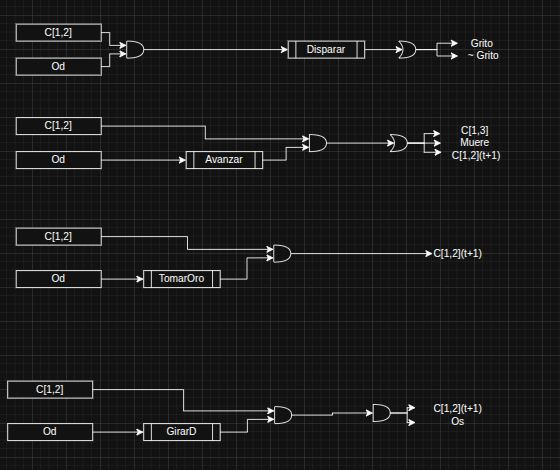 C[1,2]
Od
Disparar
Grito
~ Grito
C[1,2]
Od
Avanzar
C[1,3]
Muere
C[1,2](t+1)
C[1,2]
Od
TomarOro
C[1,2](t+1)
C[1,2]
Od
GirarD
C[1,2](t+1)
Os